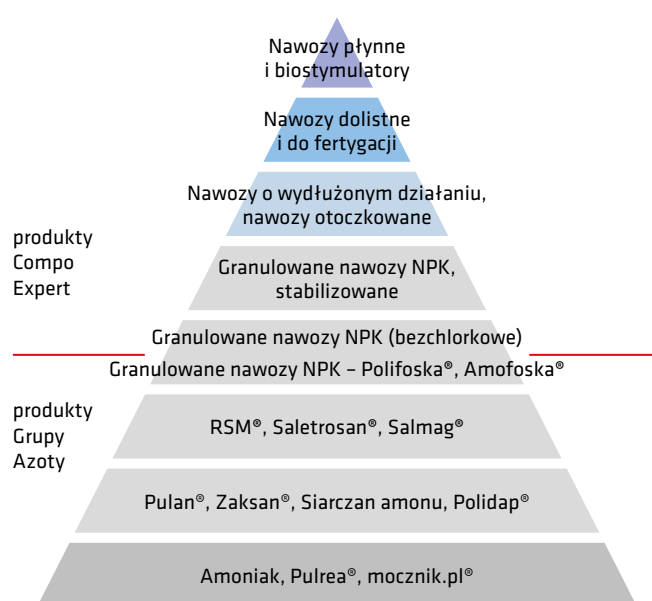 Nawozy płynne
i biostymulatory
Nawozy dolistne
i do fertygacji
Nawozy o wydłużonym działaniu,
nawozy otoczkowane
produkty
Compo
Expert
Granulowane nawozy NPK,
stabilizowane
Granulowane nawozy NPK (bezchlorkowe)
Granulowane nawozy NPK – Polifoska®, Amofoska®
produkty
Grupy
Azoty
RSM®, Saletrosan®, Salmag®
Pulan®, Zaksan®, Siarczan amonu, Polidap®
Amoniak, Pulrea®, mocznik.pl®